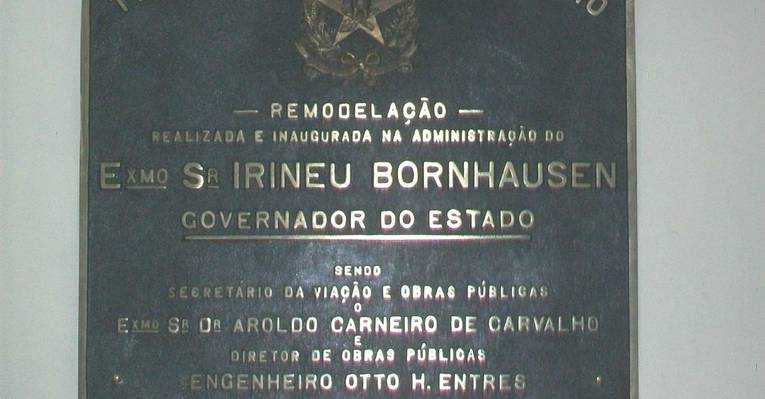 — REMODELAÇÃO —
REALIZADA E INAUGURADA NA ADMINISTRAÇÃO DO
EXMO SR IRINEU BORNHAUSEN
GOVERNADOR DO ESTADO
SENDO
SECRETÁRIO DA VIAÇÃO E OBRAS PÚBLICAS
O
EXMO SR DR AROLDO CARNEIRO DE CARVALHO
E
DIRETOR DE OBRAS PÚBLICAS
ENGENHEIRO OTTO H. ENTRES